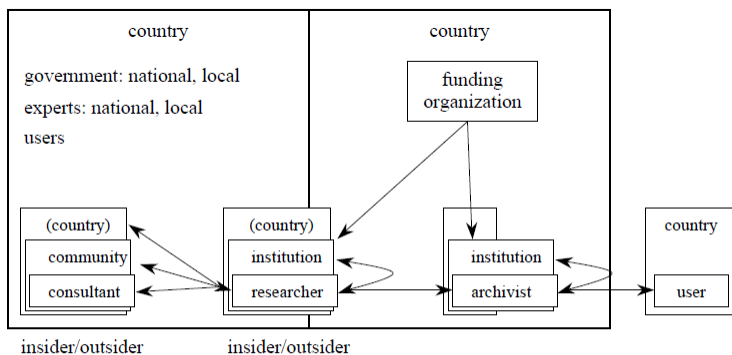 country
government: national, local
experts: national, local
users
country
funding
organization
(country)
community
consultant
(country)
institution
researcher
institution
archivist
country
user
insider/outsider
insider/outsider